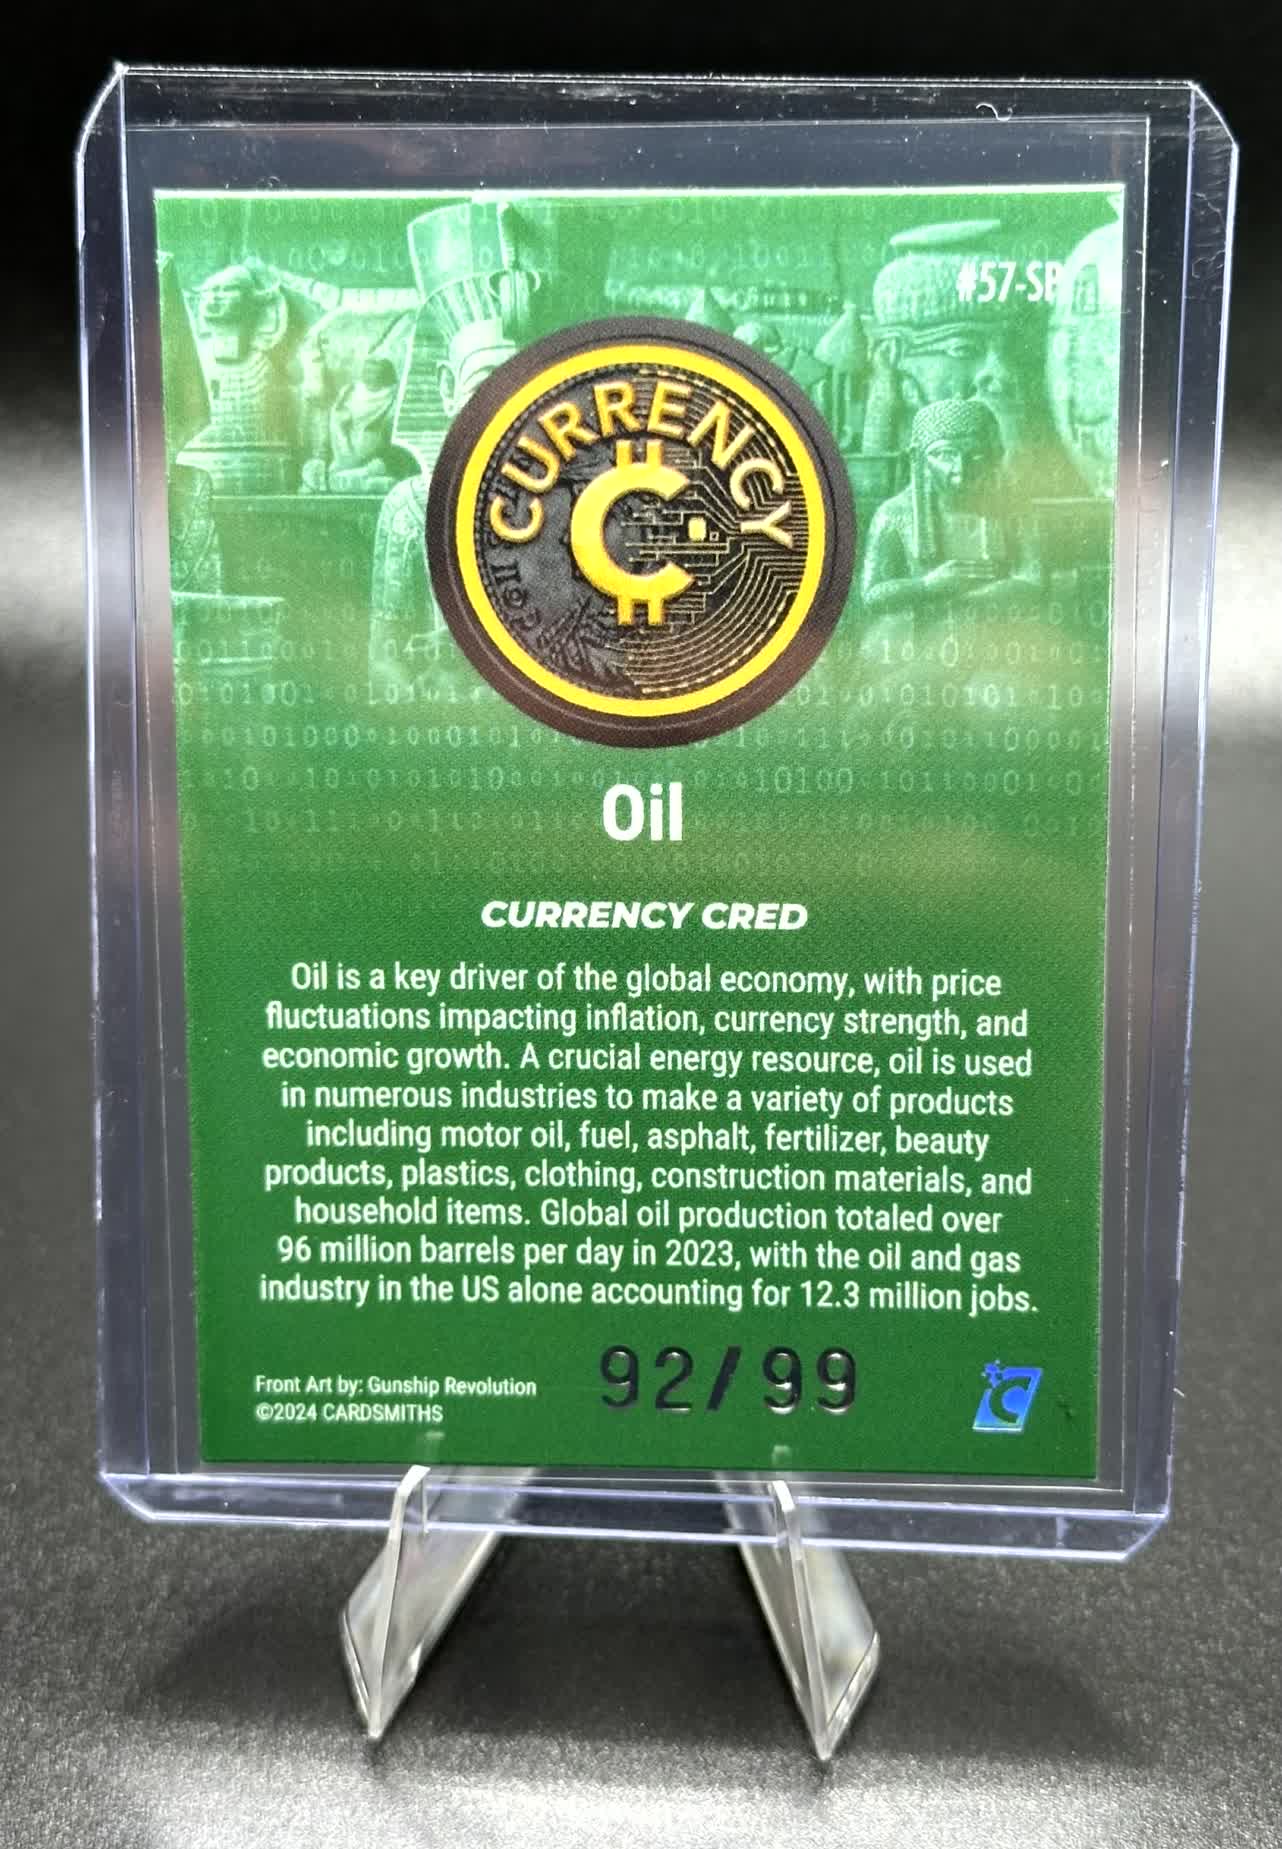 #57-SP
CURRENCY
Oil
CURRENCY CRED
Oil is a key driver of the global economy, with price
fluctuations impacting inflation, currency strength, and
economic growth. A crucial energy resource, oil is used
in numerous industries to make a variety of products
including motor oil, fuel, asphalt, fertilizer, beauty
products, plastics, clothing, construction materials, and
household items. Global oil production totaled over
96 million barrels per day in 2023, with the oil and gas
industry in the US alone accounting for 12.3 million jobs.
92/99
Front Art by: Gunship Revolution
©2024 CARDSMITHS